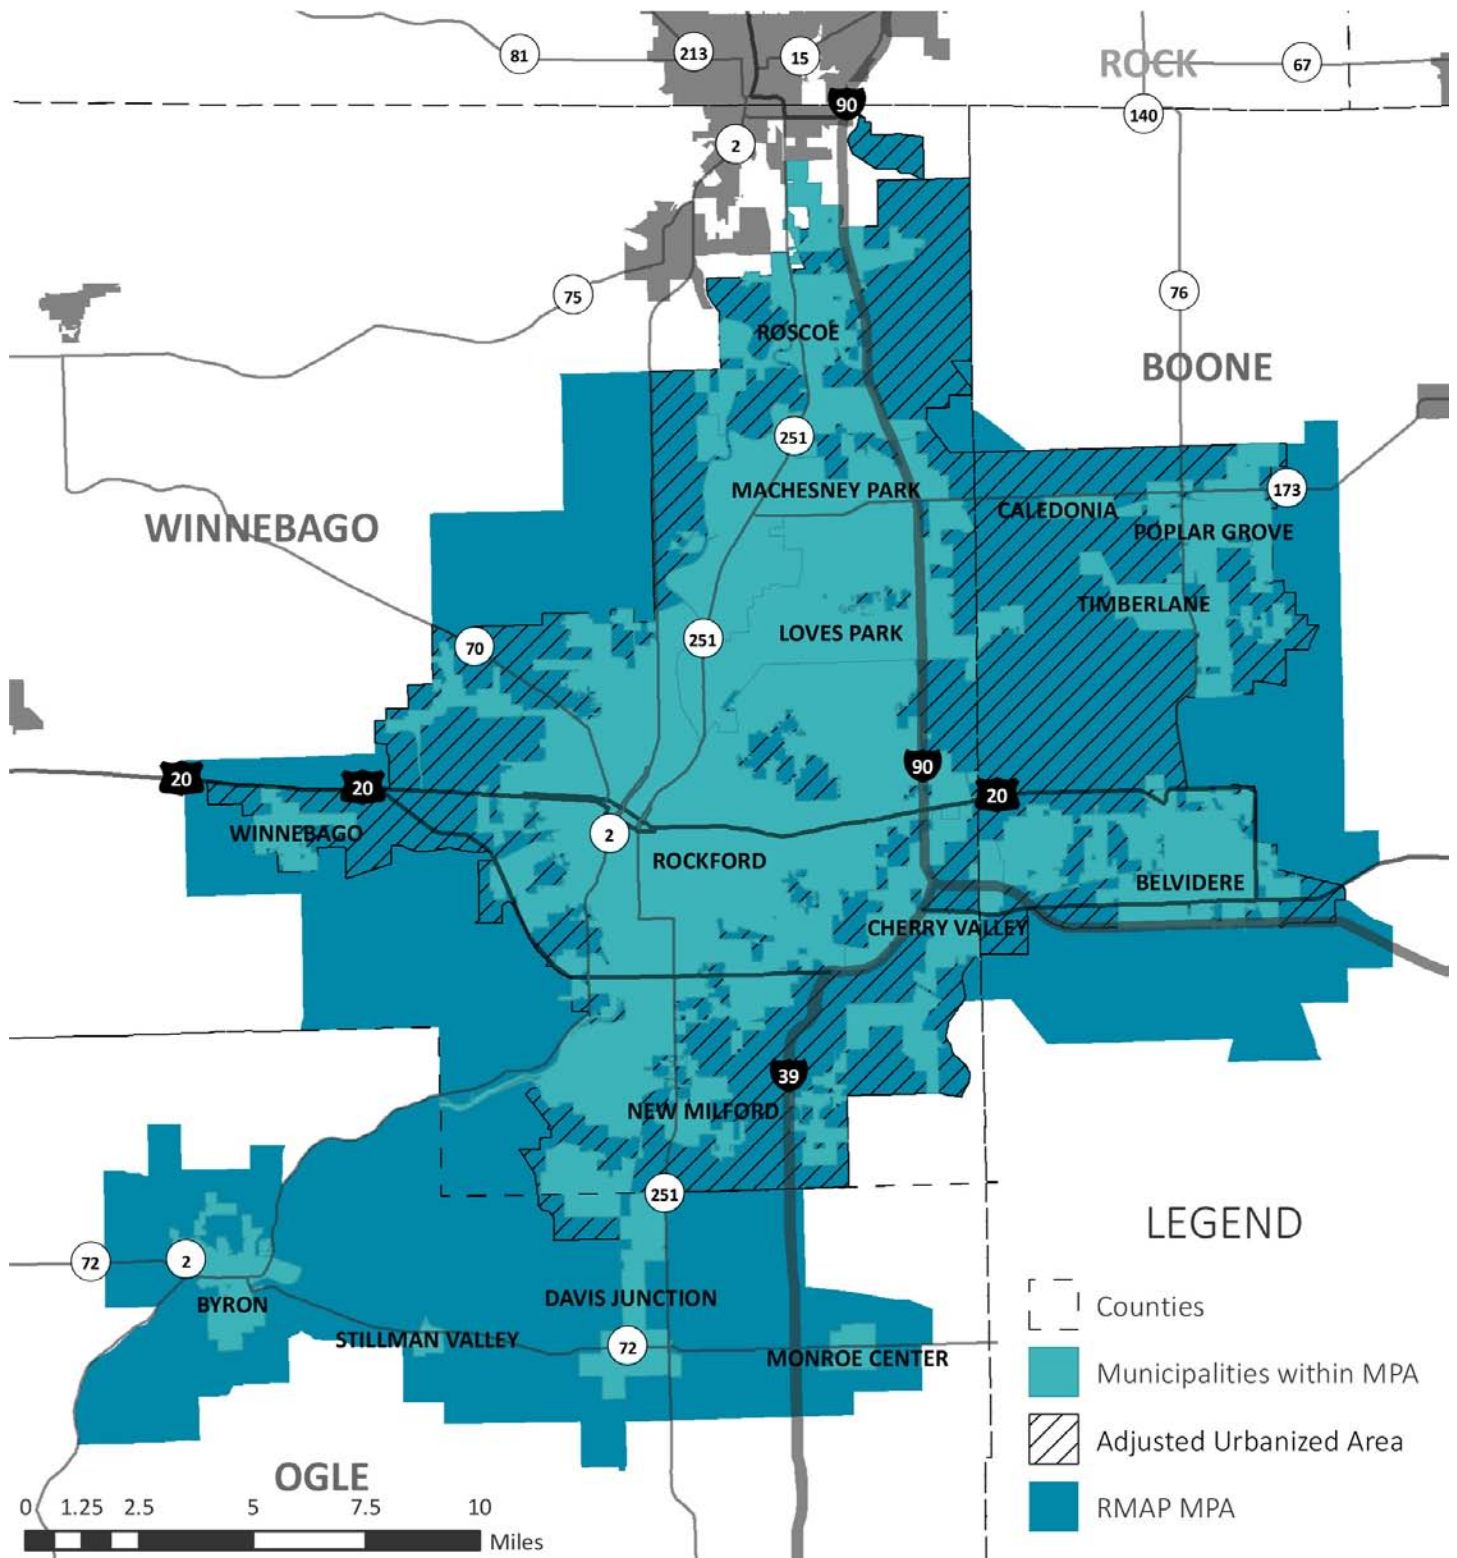 81
213
15
ROCK
67
90
140
2
75
76
ROSCOE
BOONE
251
MACHESNEY PARK
173
CALEDONIA
WINNEBAGO
POPLAR GROVE
TIMBERLANE
70
251
LOVES PARK
20
20
90
20
WINNEBAGO
2
ROCKFORD
BELVIDERE
CHERRY VALLEY
39
NEW MILFORD
251
LEGEND
72
2
BYRON
DAVIS JUNCTION
Counties
STILLMAN VALLEY
72
MONROE CENTER
Municipalities within MPA
Adjusted Urbanized Area
OGLE
RMAP MPA
0 1.25 2.5 5 7.5 10
Miles